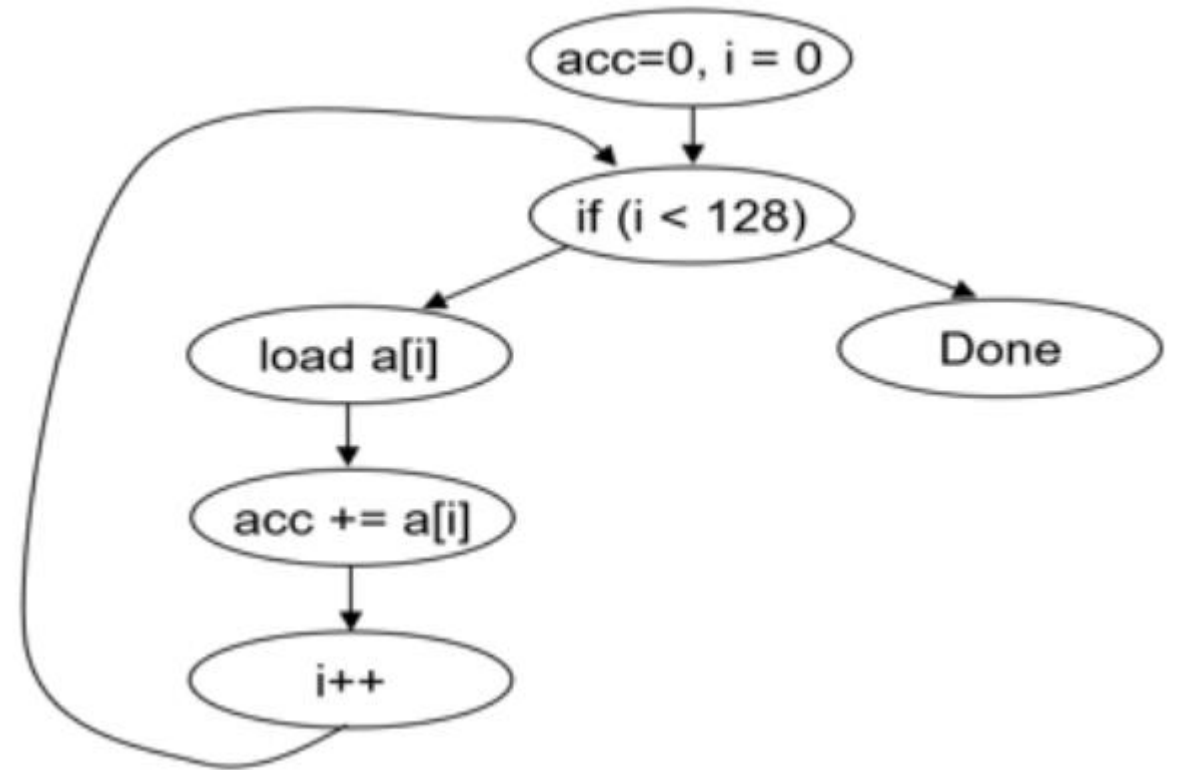 acc=0, i = 0
if (i < 128)
load a[i]
Done
acc += a[i]
i++